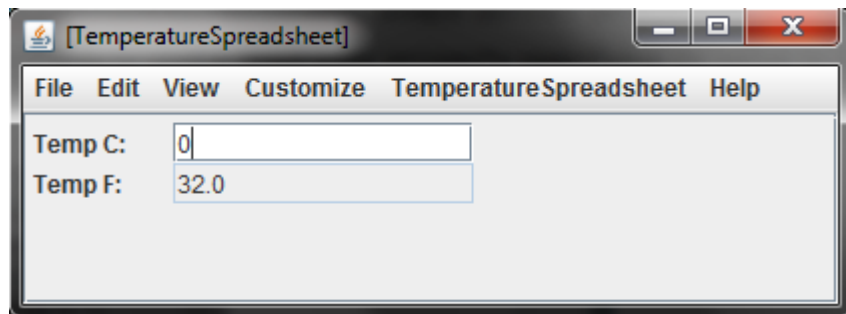 [TemperatureSpreadsheet]
File Edit View Customize TemperatureSpreadsheet Help
Temp C: 0
Temp F: 32.0